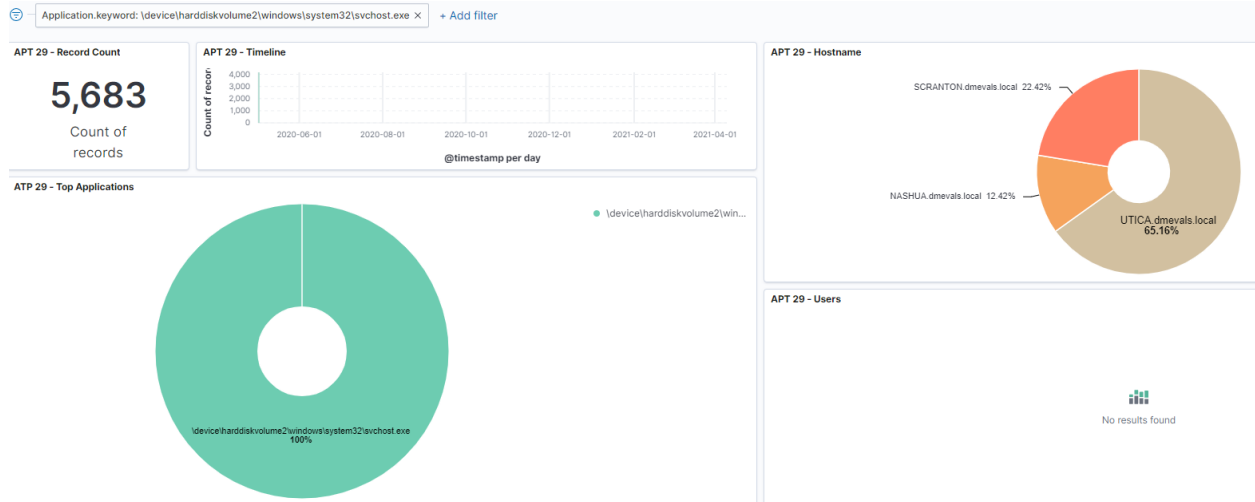 Application.keyword: \device\harddiskvolume2\windows\system32\svchost.exe ×
+ Add filter
APT 29 - Record Count
5,683
Count of
records
APT 29 - Timeline
Count of recor
4,000
3,000
2,000
1,000
0
2020-06-01 2020-08-01 2020-10-01 2020-12-01 2021-02-01 2021-04-01
@timestamp per day
APT 29 - Hostname
SCRANTON.dmevals.local 22.42%
NASHUA.dmevals.local 12.42%
UTICA.dmevals.local
65.16%
ATP 29 - Top Applications
\device\harddiskvolume2\win...
\device\harddiskvolume2\windows\system32\svchost.exe
100%
APT 29 - Users
No results found